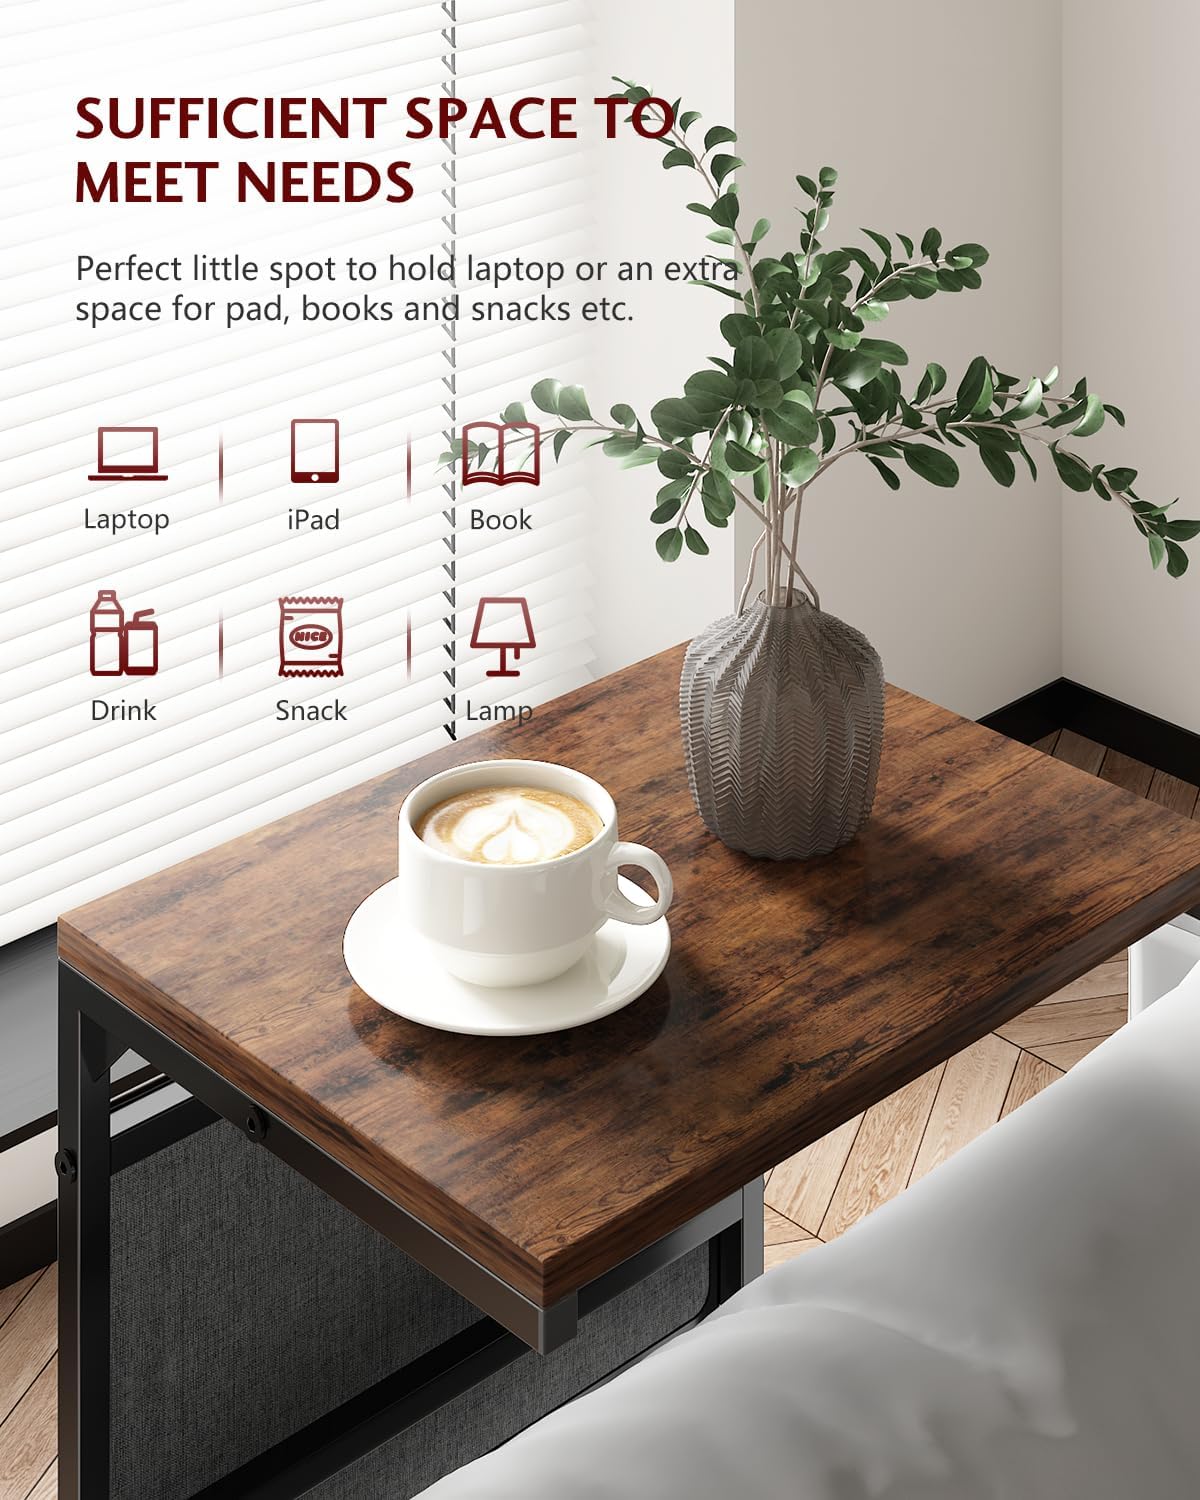 SUFFICIENT SPACE TO
MEET NEEDS
Perfect little spot to hold laptop or an extra
space for pad, books and snacks etc.
Laptop
iPad
Book
NICE
Drink
Snack
Lamp